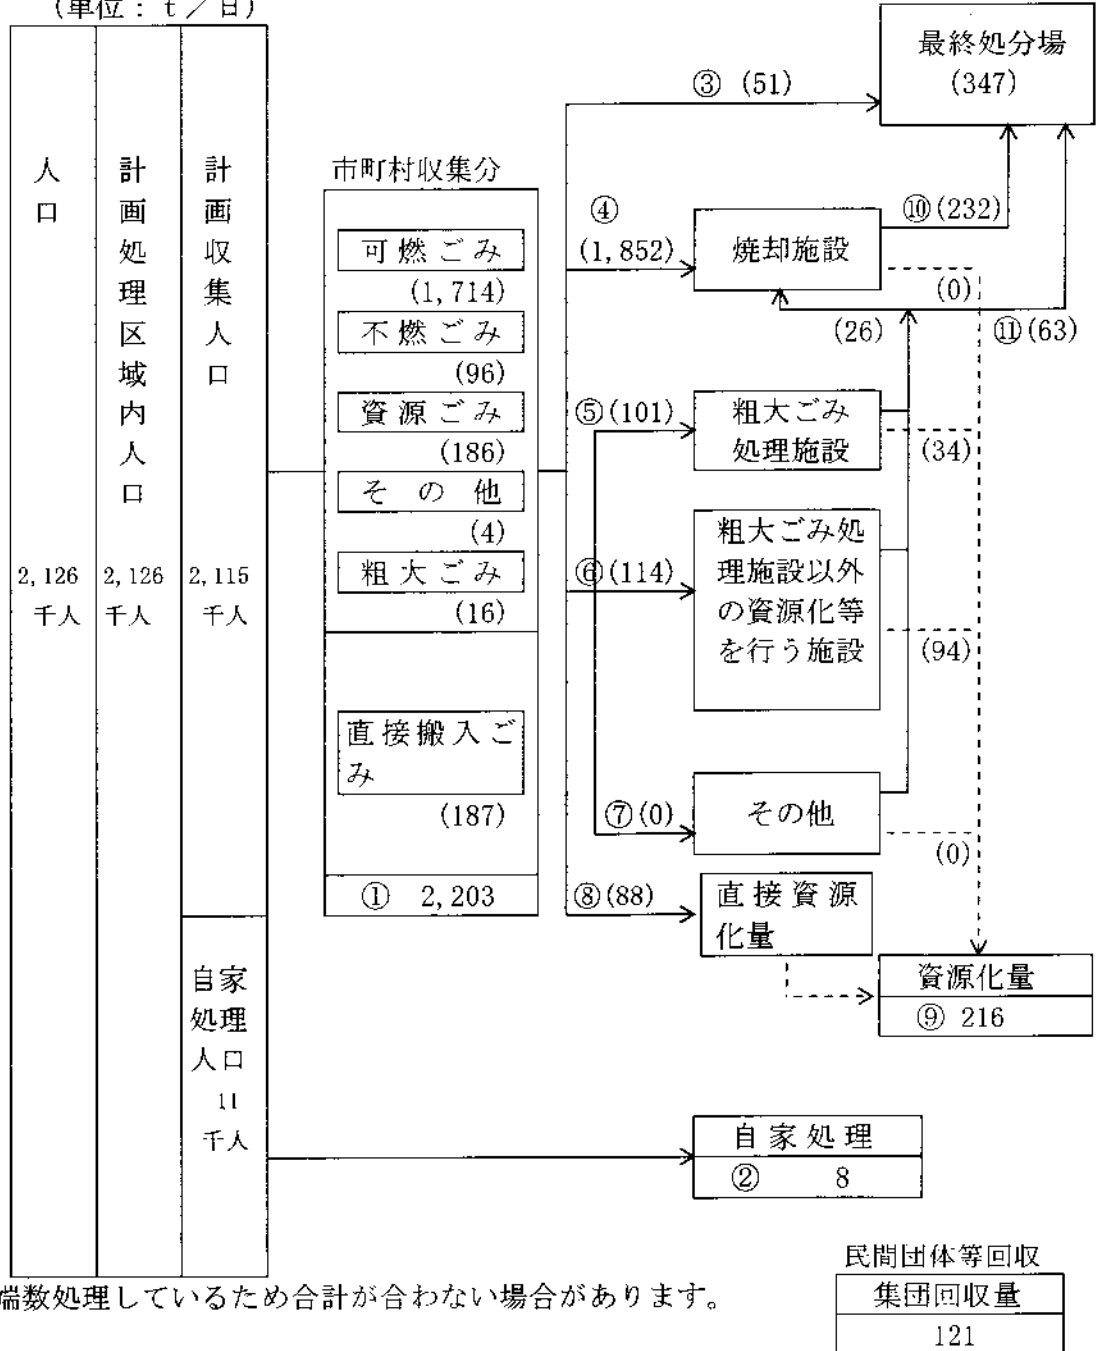 (単位：ｔ／日)
人口
2,126
千人
計画処理区域内人口
2,126
千人
計画収集人口
2,115
千人
自家
処理
人口
11
千人
市町村収集分
可燃ごみ
(1,714)
不燃ごみ
(96)
資源ごみ
(186)
その他
(4)
粗大ごみ
(16)
直接搬入ご
み
(187)
① 2,203
③ (51)
最終処分場
(347)
④
(1,852)
焼却施設
⑩(232)
(0)
(26)
⑪(63)
⑤(101)
粗大ごみ
処理施設
(34)
⑥(114)
粗大ごみ処
理施設以外
の資源化等
を行う施設
(94)
⑦(0)
その他
(0)
⑧(88)
直接資源
化量
資源化量
⑨ 216
自家処理
② 8
民間団体等回収
集団回収量
121
端数処理しているため合計が合わない場合があります。